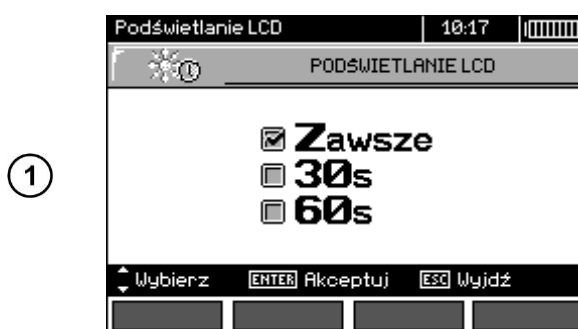 Podświetlanie LCD 10:17
PODŚWIETLANIE LCD
Zawsze
30s
60s
1
Wybierz ENTER Akceptuj ESC Wyjdź